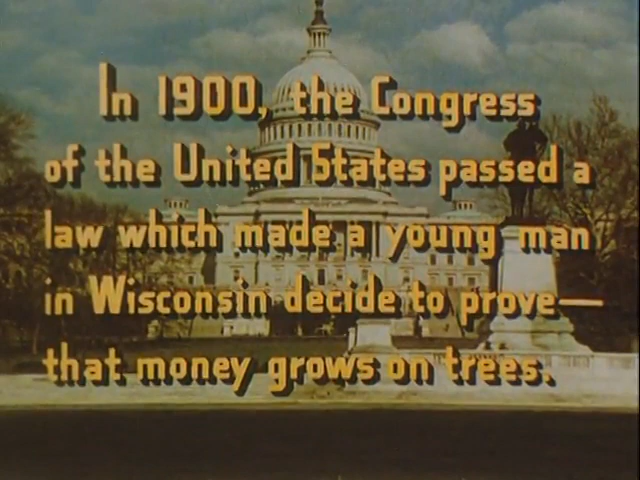 In 1900, the Congress
of the United States passed a
law which made a young man
in Wisconsin decide to prove—
that money grows on trees.